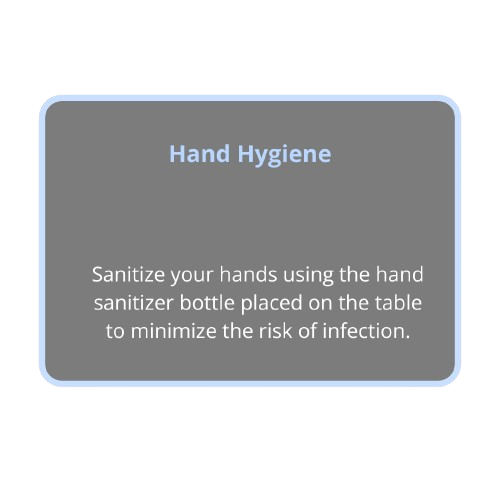 Hand Hygiene
Sanitize your hands using the hand
sanitizer bottle placed on the table
to minimize the risk of infection.